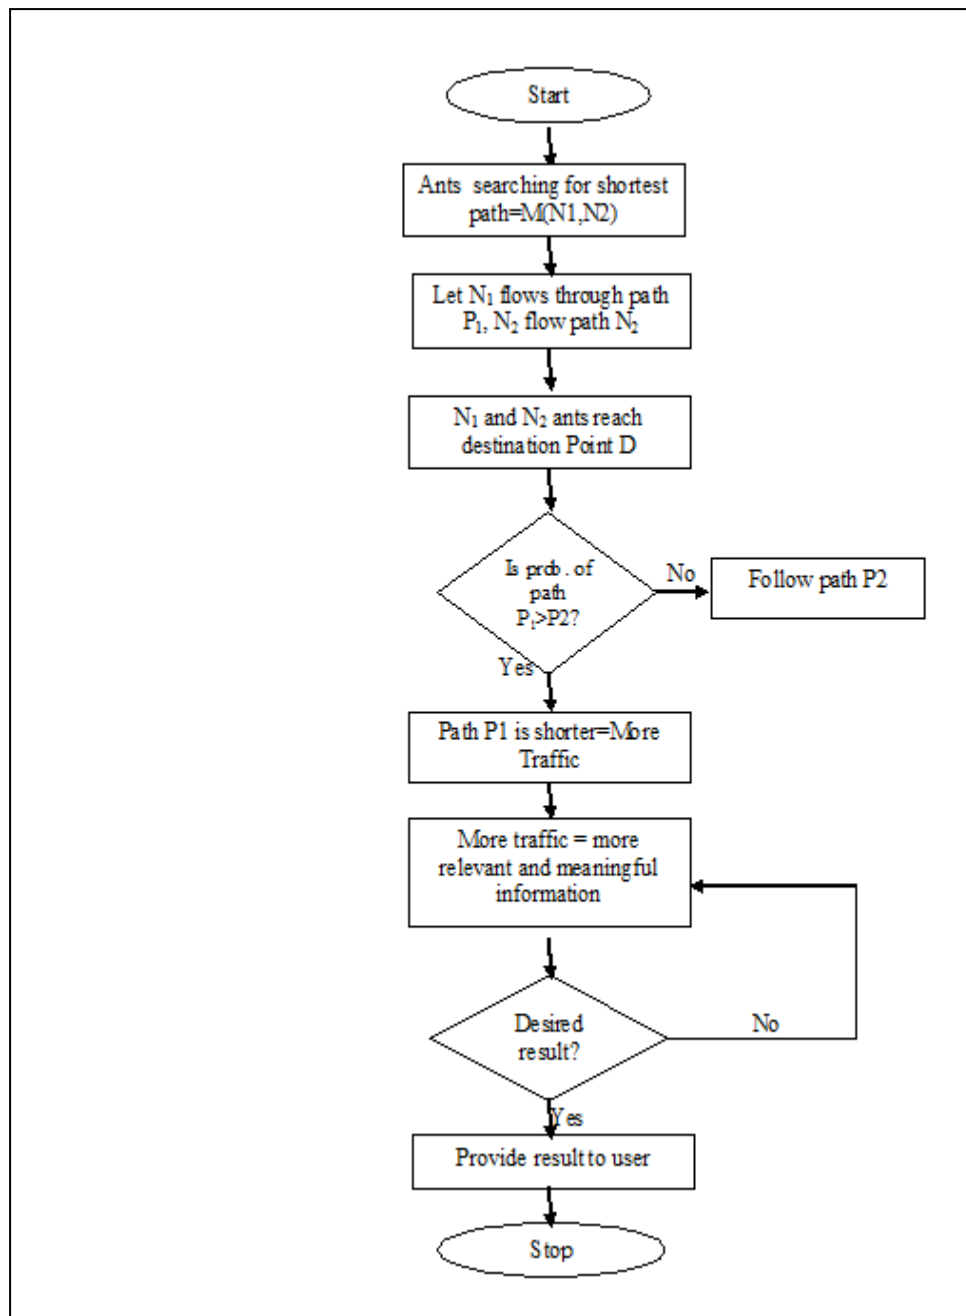 Start
Ants searching for shortest
path=M(N1,N2)
Let N₁ flows through path
P₁, N₂ flow path N₂
N₁ and N₂ ants reach
destination Point D
Is prob. of
path
P₁>P2?
No
Follow path P2
Yes
Path P1 is shorter=More
Traffic
More traffic = more
relevant and meaningful
information
Desired
result?
No
Yes
Provide result to user
Stop